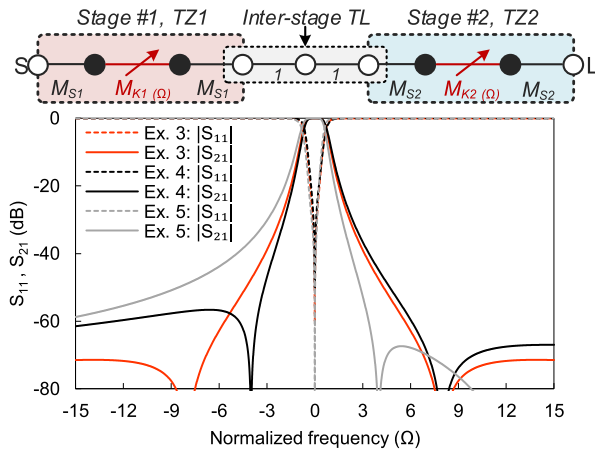 Stage #1, TZ1 Inter-stage TL Stage #2, TZ2
S L
M_S1 M_K1 (Ω) M_S1 1 1 M_S2 M_K2 (Ω) M_S2
Ex. 3: |S₁₁|
Ex. 3: |S₂₁|
Ex. 4: |S₁₁|
Ex. 4: |S₂₁|
Ex. 5: |S₁₁|
Ex. 5: |S₂₁|
S₁₁ , S₂₁ (dB)
0
-20
-40
-60
-80
-15 -12 -9 -6 -3 0 3 6 9 12 15
Normalized frequency (Ω)